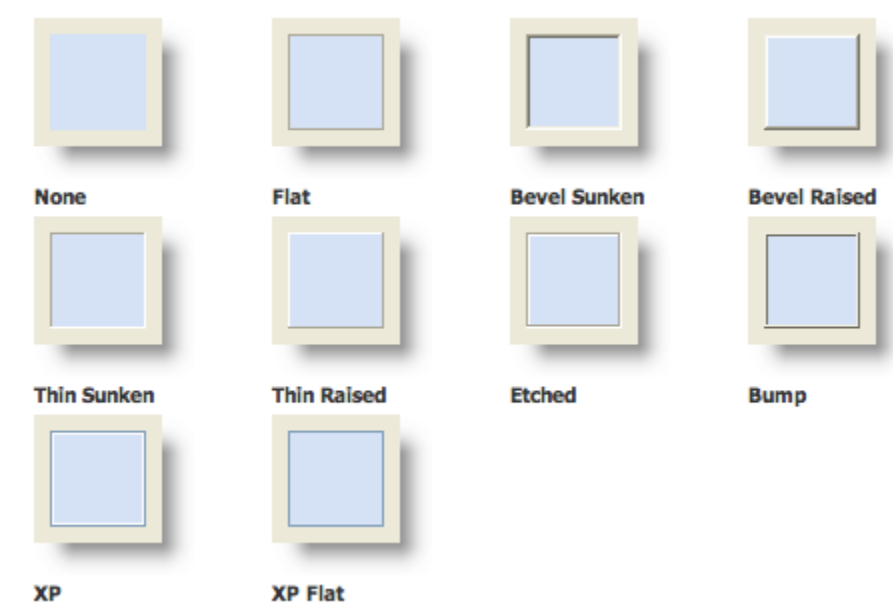 None Flat Bevel Sunken Bevel Raised
Thin Sunken Thin Raised Etched Bump
XP XP Flat